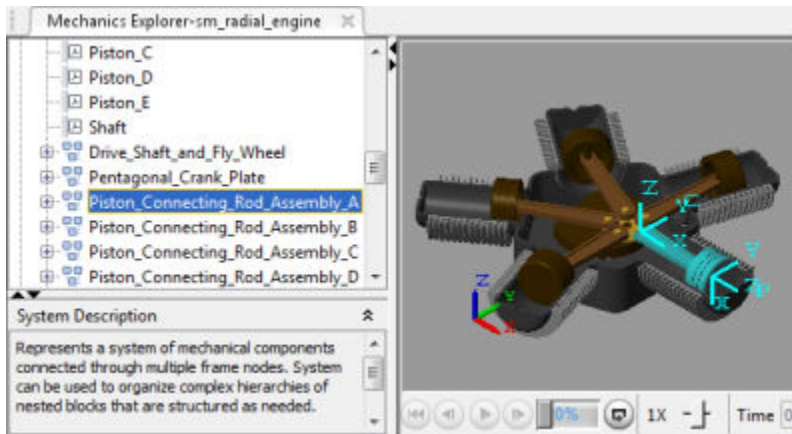 Mechanics Explorer-sm_radial_engine
Piston_C
Piston_D
Piston_E
Shaft
Drive_Shaft_and_Fly_Wheel
Pentagonal_Crank_Plate
Piston_Connecting_Rod_Assembly_A
Piston_Connecting_Rod_Assembly_B
Piston_Connecting_Rod_Assembly_C
Piston_Connecting_Rod_Assembly_D
System Description
Represents a system of mechanical components
connected through multiple frame nodes. System
can be used to organize complex hierarchies of
nested blocks that are structured as needed.
Z
Y
X
Y
X
Z
Y
X
0%
1X
Time 0